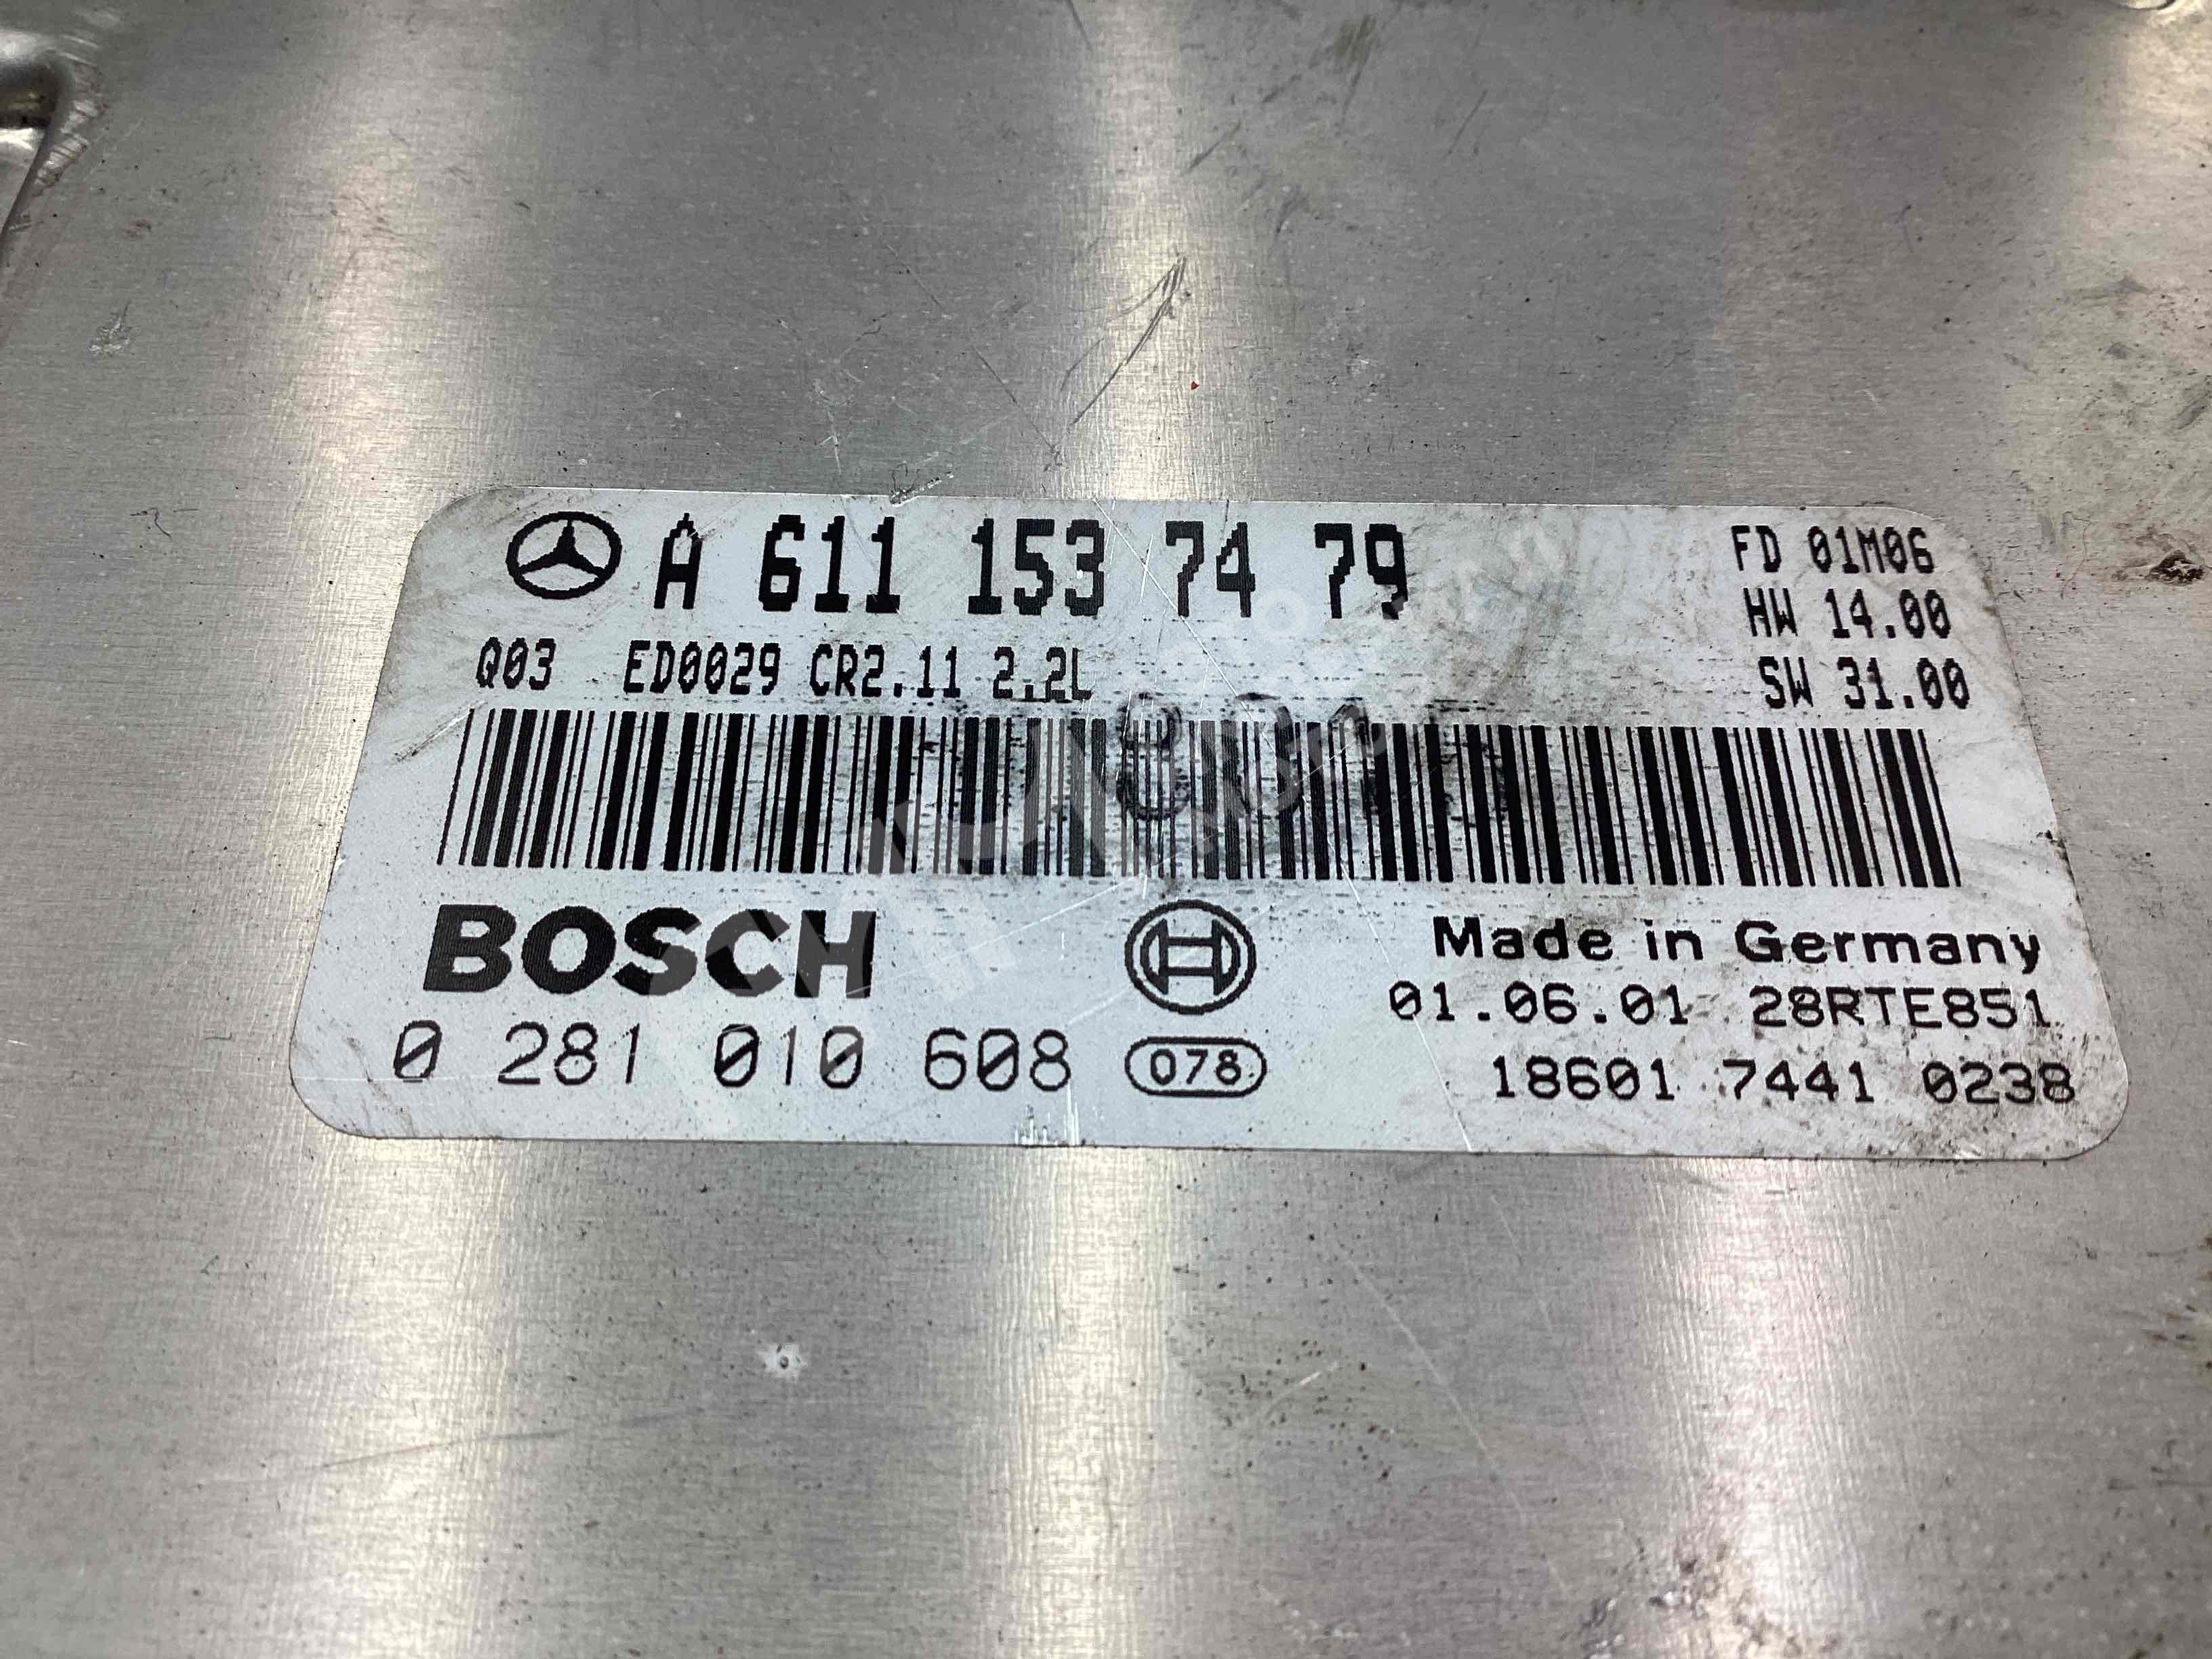 A 611 153 74 79
FD 01M06
HW 14.00
Q03 ED0029 CR2.11 2.2L
SW 31.00
BOSCH
Made in Germany
01.06.01 28RTE851
0 281 010 608 078
18601 7441 0238